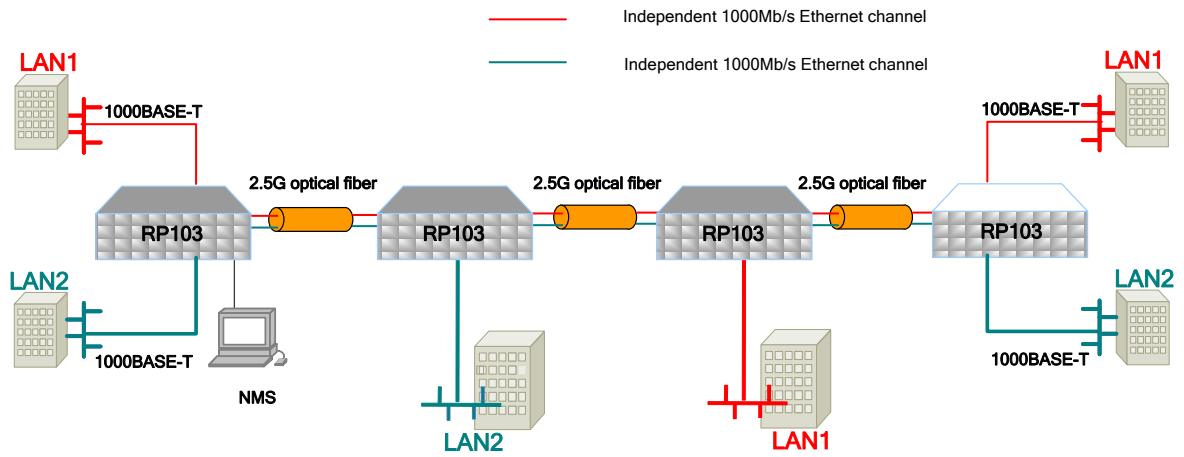 Independent 1000Mb/s Ethernet channel
Independent 1000Mb/s Ethernet channel
LAN1
LAN1
1000BASE-T
1000BASE-T
2.5G optical fiber
2.5G optical fiber
2.5G optical fiber
RP103
RP103
RP103
RP103
LAN2
LAN2
1000BASE-T
1000BASE-T
NMS
LAN2
LAN1